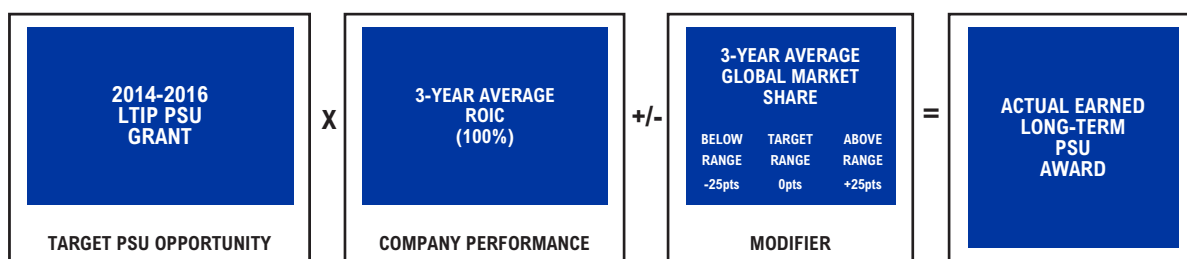 2014-2016
LTIP PSU
GRANT
TARGET PSU OPPORTUNITY
X
3-YEAR AVERAGE
ROIC
(100%)
COMPANY PERFORMANCE
+/-
3-YEAR AVERAGE
GLOBAL MARKET
SHARE
BELOW TARGET ABOVE
RANGE RANGE RANGE
-25pts 0pts +25pts
MODIFIER
=
ACTUAL EARNED
LONG-TERM
PSU
AWARD